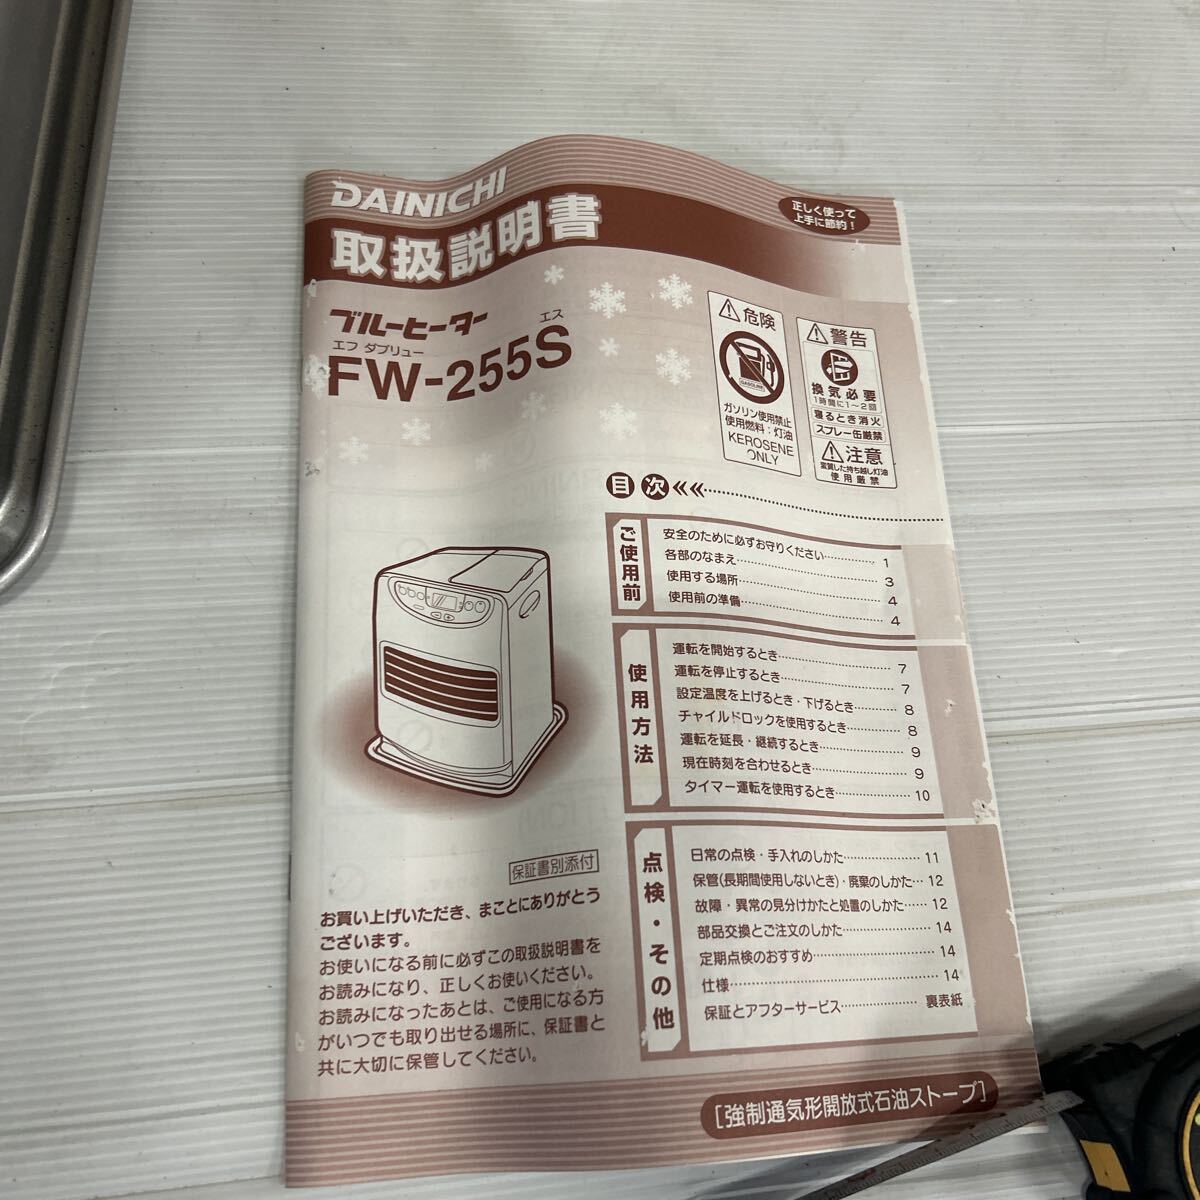 DAINICHI
取扱説明書
正しく使って
上手に節約！
ブルーヒーター
エフ ダブリュー エス
FW-255S
危険
GASOLINE
ガソリン使用禁止
使用燃料：灯油
KEROSENE
ONLY
警告
換気必要
1時間に1～2回
寝るとき消火
スプレー缶厳禁
注意
変質した持ち越し灯油
使用厳禁
目次
ご使用前
安全のために必ずお守りください 1
各部のなまえ 3
使用する場所 4
使用前の準備 4
使用方法
運転を開始するとき 7
運転を停止するとき 7
設定温度を上げるとき・下げるとき 8
チャイルドロックを使用するとき 8
運転を延長・継続するとき 9
現在時刻を合わせるとき 9
タイマー運転を使用するとき 10
点検・その他
日常の点検・手入れのしかた 11
保管(長期間使用しないとき)・廃棄のしかた 12
故障・異常の見分けかたと処置のしかた 12
部品交換とご注文のしかた 14
定期点検のおすすめ 14
仕様 14
保証とアフターサービス 裏表紙
保証書別添付
お買い上げいただき、まことにありがとう
ございます。
お使いになる前に必ずこの取扱説明書を
お読みになり、正しくお使いください。
お読みになったあとは、ご使用になる方
がいつでも取り出せる場所に、保証書と
共に大切に保管してください。
[強制通気形開放式石油ストーブ]